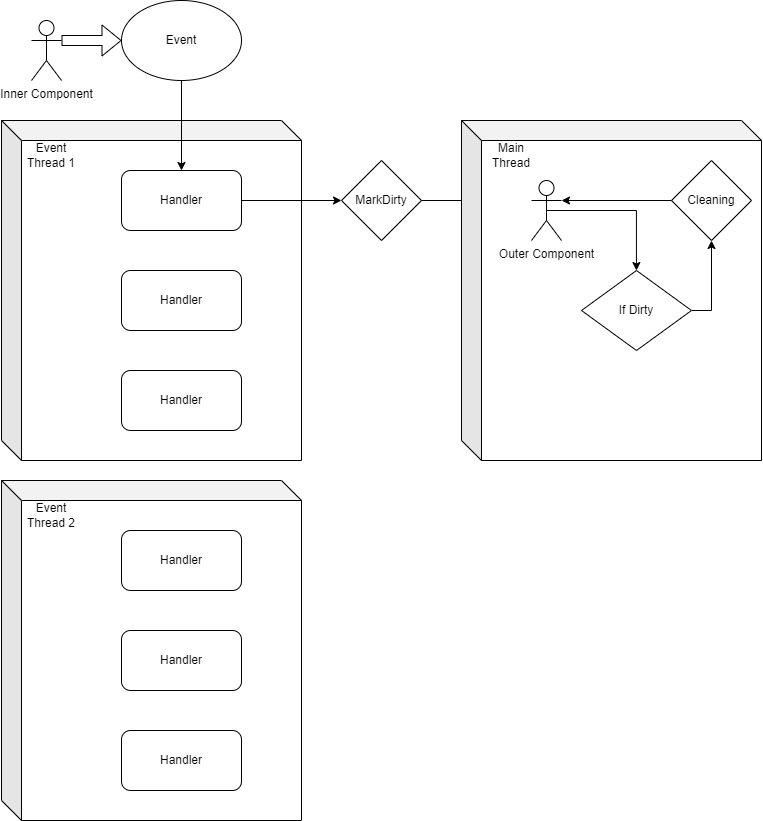 Event
Inner Component
Event
Thread 1
Handler
Handler
Handler
MarkDirty
Main
Thread
Cleaning
Outer Component
If Dirty
Event
Thread 2
Handler
Handler
Handler